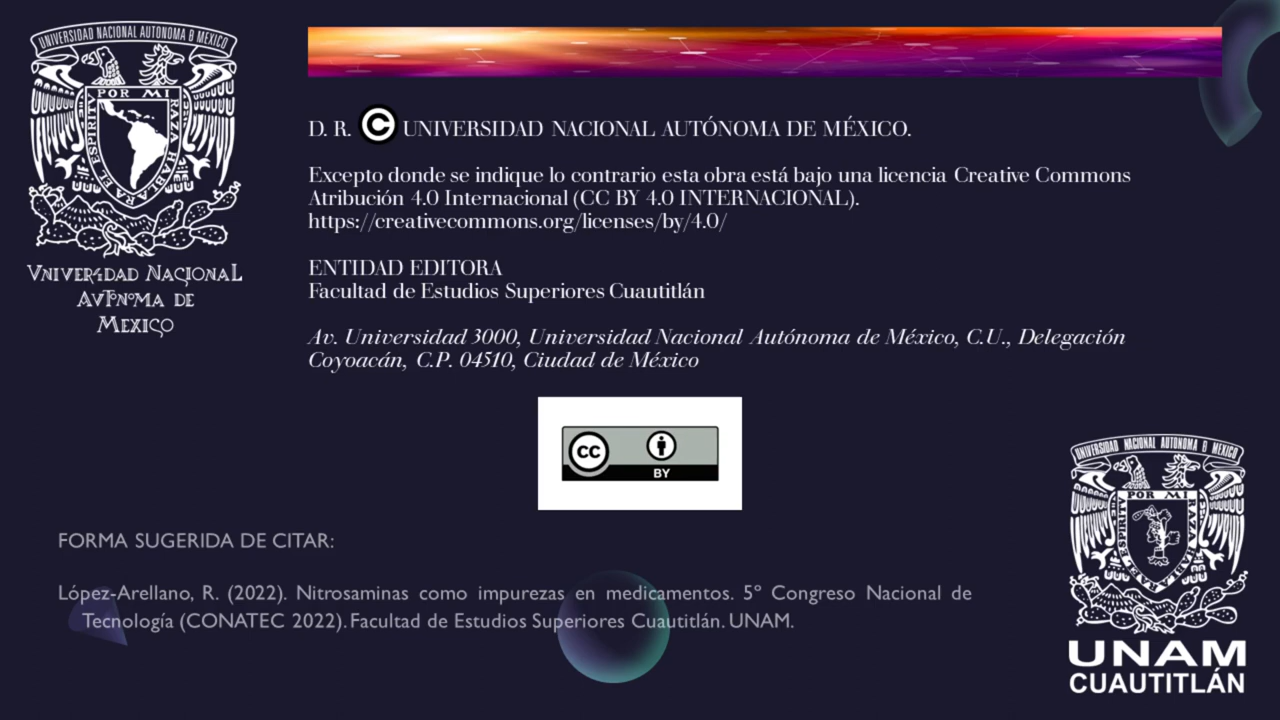 UNIVERSIDAD NACIONAL AUTONOMA D MEXICO
POR MI RAZA HABLARA EL ESPIRITU
VNIVERSIDAD NACIONAL
AVTONOMA DE
MEXICO
D. R. © UNIVERSIDAD NACIONAL AUTÓNOMA DE MÉXICO.
Excepto donde se indique lo contrario esta obra está bajo una licencia Creative Commons
Atribución 4.0 Internacional (CC BY 4.0 INTERNACIONAL).
https://creativecommons.org/licenses/by/4.0/
ENTIDAD EDITORA
Facultad de Estudios Superiores Cuautitlán
Av. Universidad 3000, Universidad Nacional Autónoma de México, C.U., Delegación
Coyoacán, C.P. 04510, Ciudad de México
CC
BY
FORMA SUGERIDA DE CITAR:
López-Arellano, R. (2022). Nitrosaminas como impurezas en medicamentos. 5º Congreso Nacional de
Tecnología (CONATEC 2022). Facultad de Estudios Superiores Cuautitlán. UNAM.
UNIVERSIDAD NACIONAL AUTONOMA D MEXICO
POR MI RAZA
ESPIRITU
UNAM
CUAUTITLÁN